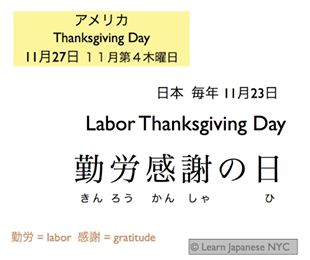 アメリカ
Thanksgiving Day
11月27日 １１月第４木曜日
日本 毎年 11月23日
Labor Thanksgiving Day
勤労感謝の日
きん ろう かん しゃ ひ
勤労 = labor 感謝 = gratitude
© Learn Japanese NYC